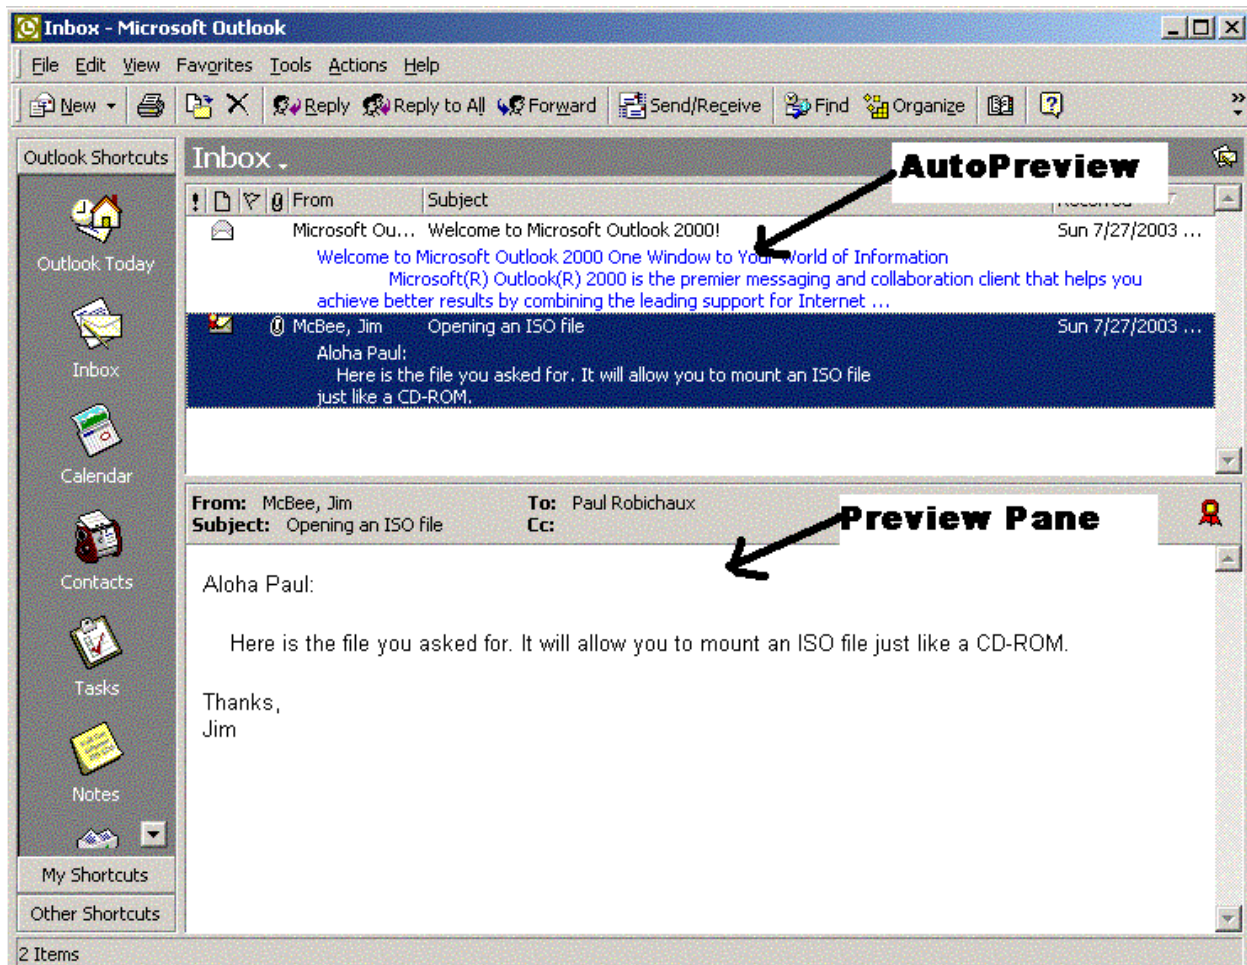 Inbox - Microsoft Outlook
File Edit View Favorites Tools Actions Help
New Reply Reply to All Forward Send/Receive Find Organize
Outlook Shortcuts
Inbox
AutoPreview
! From Subject Received
Microsoft Ou... Welcome to Microsoft Outlook 2000! Sun 7/27/2003 ...
Welcome to Microsoft Outlook 2000 One Window to Your World of Information
Microsoft(R) Outlook(R) 2000 is the premier messaging and collaboration client that helps you
achieve better results by combining the leading support for Internet ...
McBee, Jim Opening an ISO file Sun 7/27/2003 ...
Aloha Paul:
Here is the file you asked for. It will allow you to mount an ISO file
just like a CD-ROM.
Outlook Today
Inbox
Calendar
Contacts
Tasks
Notes
My Shortcuts
Other Shortcuts
From: McBee, Jim To: Paul Robichaux
Subject: Opening an ISO file Cc:
Preview Pane
Aloha Paul:
Here is the file you asked for. It will allow you to mount an ISO file just like a CD-ROM.
Thanks,
Jim
2 Items